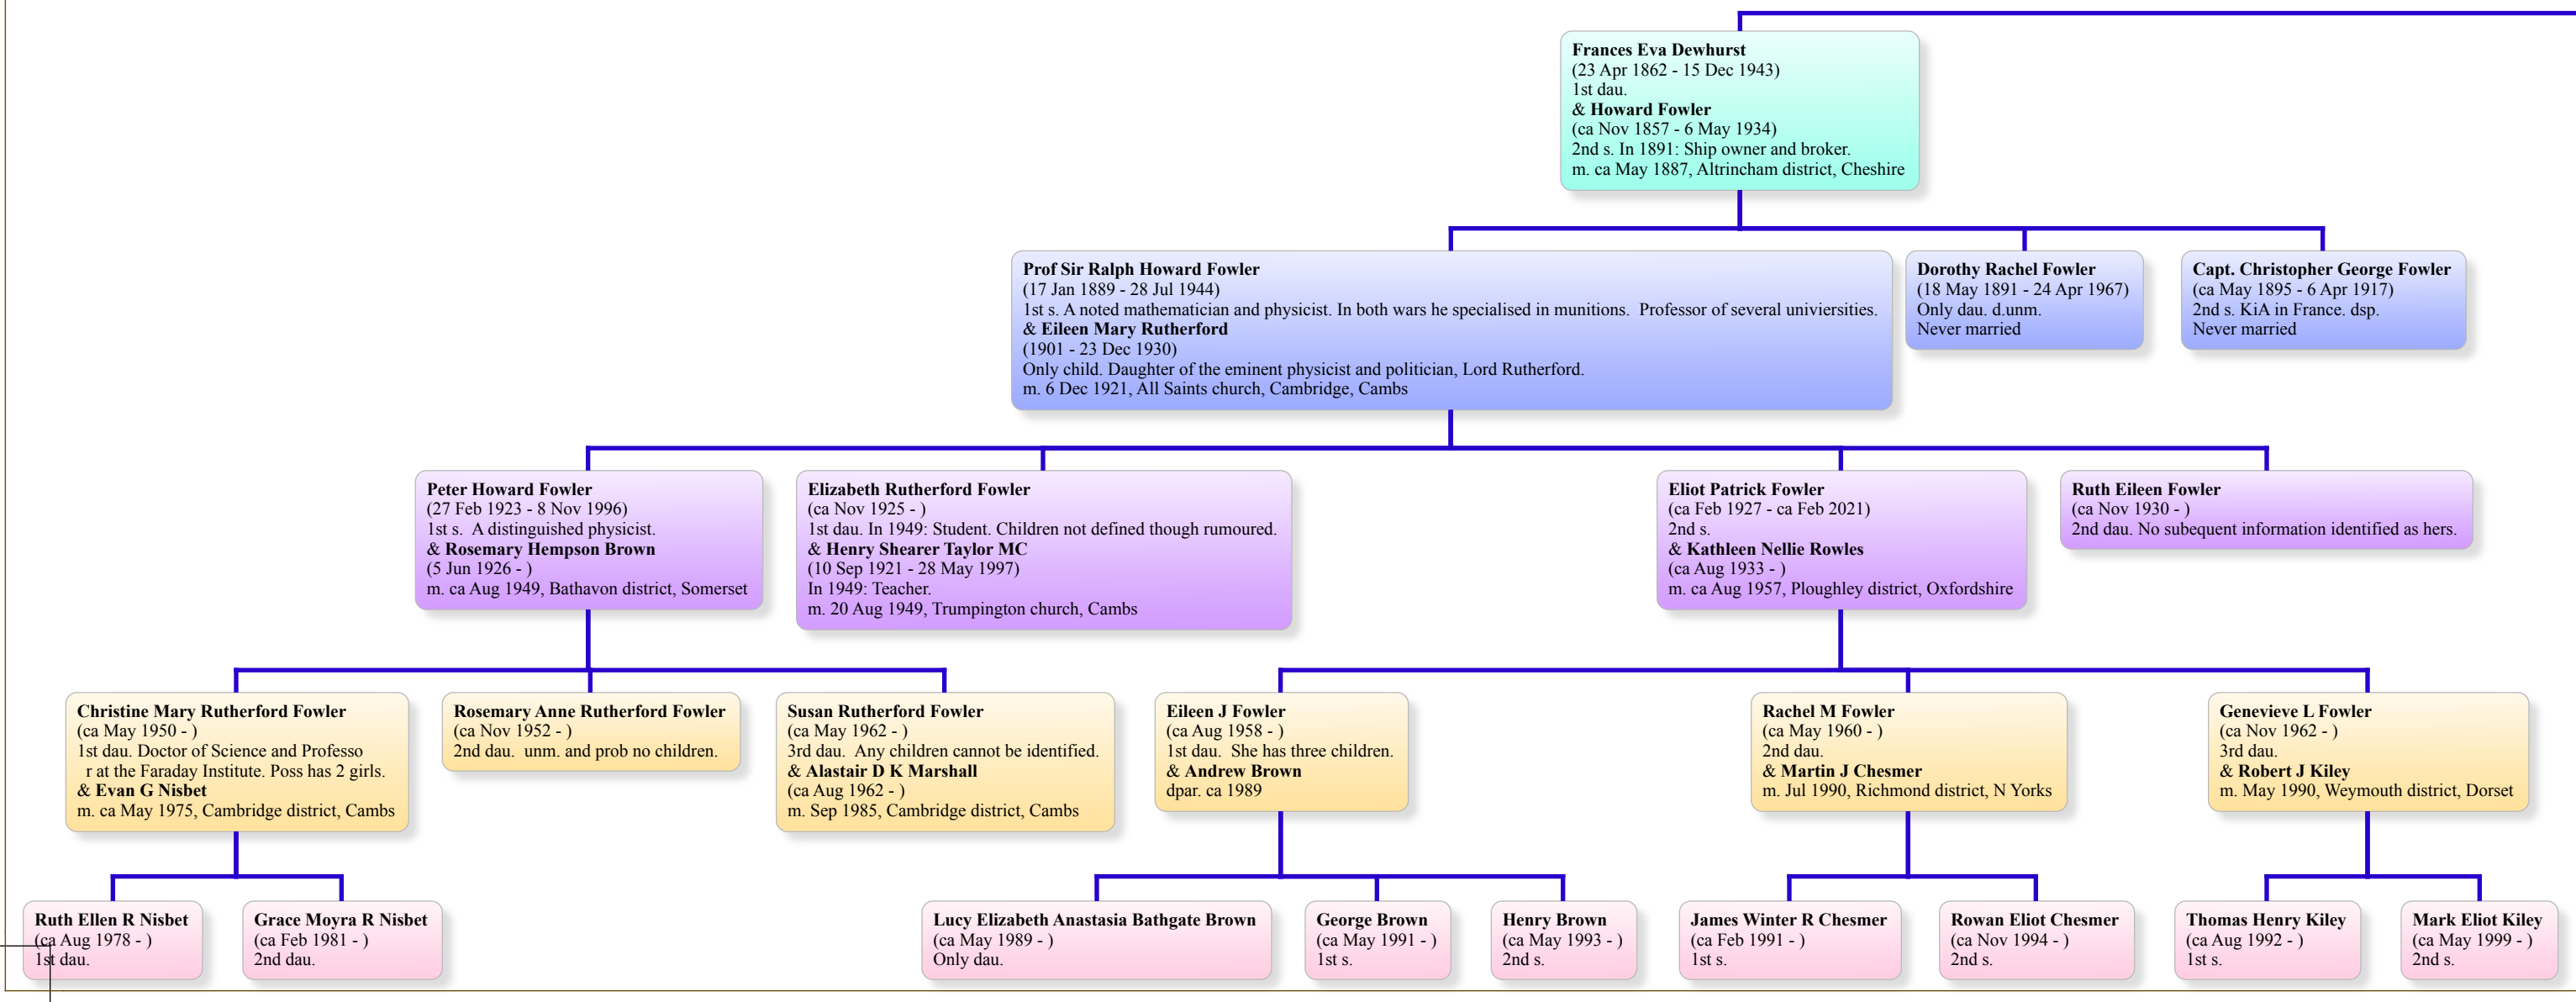 Frances Eva Dewhurst
(23 Apr 1862 - 15 Dec 1943)
1st dau.
& Howard Fowler
(ca Nov 1857 - 6 May 1934)
2nd s. In 1891: Ship owner and broker.
m. ca May 1887, Altrincham district, Cheshire
Prof Sir Ralph Howard Fowler
(17 Jan 1889 - 28 Jul 1944)
1st s. A noted mathematician and physicist. In both wars he specialised in munitions.  Professor of several univiersities.
& Eileen Mary Rutherford
(1901 - 23 Dec 1930)
Only child. Daughter of the eminent physicist and politician, Lord Rutherford.
m. 6 Dec 1921, All Saints church, Cambridge, Cambs
Dorothy Rachel Fowler
(18 May 1891 - 24 Apr 1967)
Only dau. d.unm.
Never married
Capt. Christopher George Fowler
(ca May 1895 - 6 Apr 1917)
2nd s. KiA in France. dsp.
Never married
Peter Howard Fowler
(27 Feb 1923 - 8 Nov 1996)
1st s.  A distinguished physicist.
& Rosemary Hempson Brown
(5 Jun 1926 - )
m. ca Aug 1949, Bathavon district, Somerset
Elizabeth Rutherford Fowler
(ca Nov 1925 - )
1st dau. In 1949: Student. Children not defined though rumoured.
& Henry Shearer Taylor MC
(10 Sep 1921 - 28 May 1997)
In 1949: Teacher.
m. 20 Aug 1949, Trumpington church, Cambs
Eliot Patrick Fowler
(ca Feb 1927 - ca Feb 2021)
2nd s.
& Kathleen Nellie Rowles
(ca Aug 1933 - )
m. ca Aug 1957, Ploughley district, Oxfordshire
Ruth Eileen Fowler
(ca Nov 1930 - )
2nd dau. No subequent information identified as hers.
Christine Mary Rutherford Fowler
(ca May 1950 - )
1st dau. Doctor of Science and Professo
r at the Faraday Institute. Poss has 2 girls.
& Evan G Nisbet
m. ca May 1975, Cambridge district, Cambs
Rosemary Anne Rutherford Fowler
(ca Nov 1952 - )
2nd dau.  unm. and prob no children.
Susan Rutherford Fowler
(ca May 1962 - )
3rd dau.  Any children cannot be identified.
& Alastair D K Marshall
(ca Aug 1962 - )
m. Sep 1985, Cambridge district, Cambs
Eileen J Fowler
(ca Aug 1958 - )
1st dau.  She has three children.
& Andrew Brown
dpar. ca 1989
Rachel M Fowler
(ca May 1960 - )
2nd dau.
& Martin J Chesmer
m. Jul 1990, Richmond district, N Yorks
Genevieve L Fowler
(ca Nov 1962 - )
3rd dau.
& Robert J Kiley
m. May 1990, Weymouth district, Dorset
Ruth Ellen R Nisbet
(ca Aug 1978 - )
1st dau.
Grace Moyra R Nisbet
(ca Feb 1981 - )
2nd dau.
Lucy Elizabeth Anastasia Bathgate Brown
(ca May 1989 - )
Only dau.
George Brown
(ca May 1991 - )
1st s.
Henry Brown
(ca May 1993 - )
2nd s.
James Winter R Chesmer
(ca Feb 1991 - )
1st s.
Rowan Eliot Chesmer
(ca Nov 1994 - )
2nd s.
Thomas Henry Kiley
(ca Aug 1992 - )
1st s.
Mark Eliot Kiley
(ca May 1999 - )
2nd s.